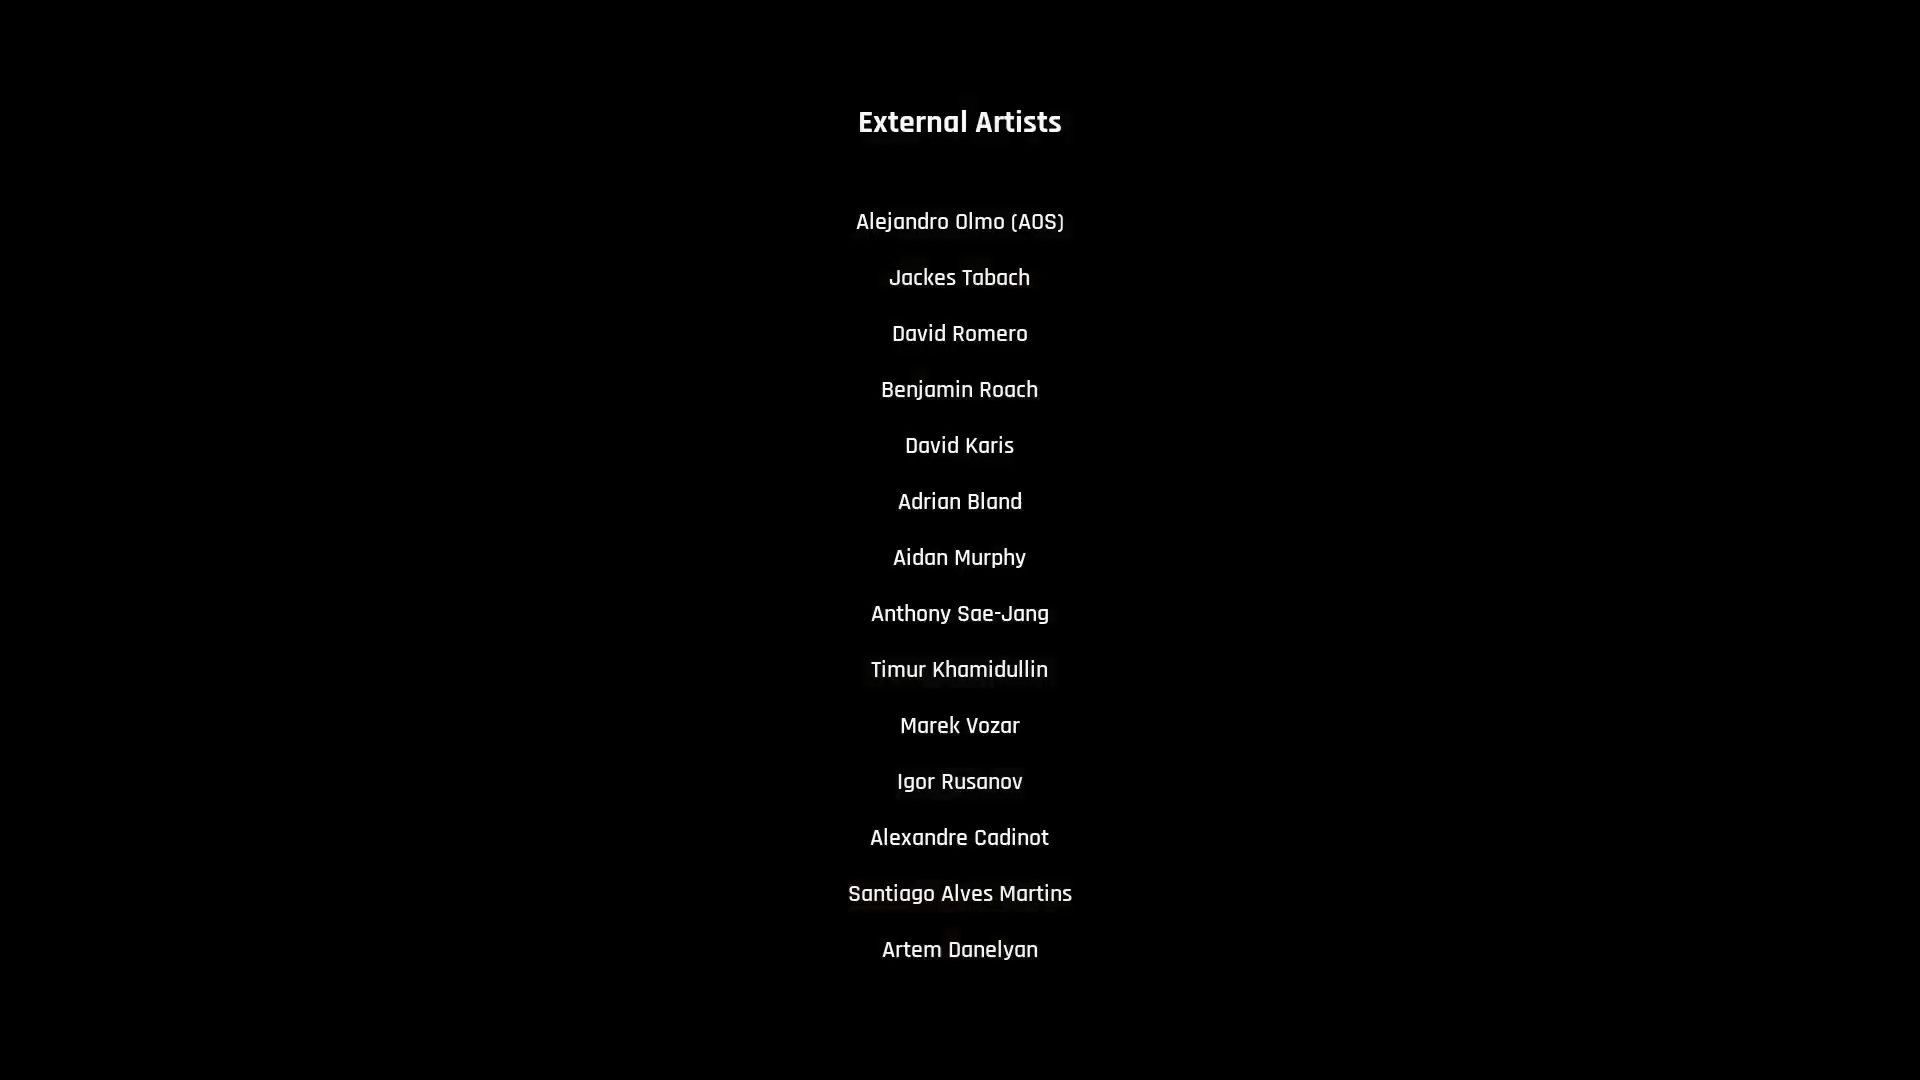 External Artists
Alejandro Olmo (AOS)
Jackes Tabach
David Romero
Benjamin Roach
David Karis
Adrian Bland
Aidan Murphy
Anthony Sae-Jang
Timur Khamidullin
Marek Vozar
Igor Rusanov
Alexandre Cadinot
Santiago Alves Martins
Artem Danelyan